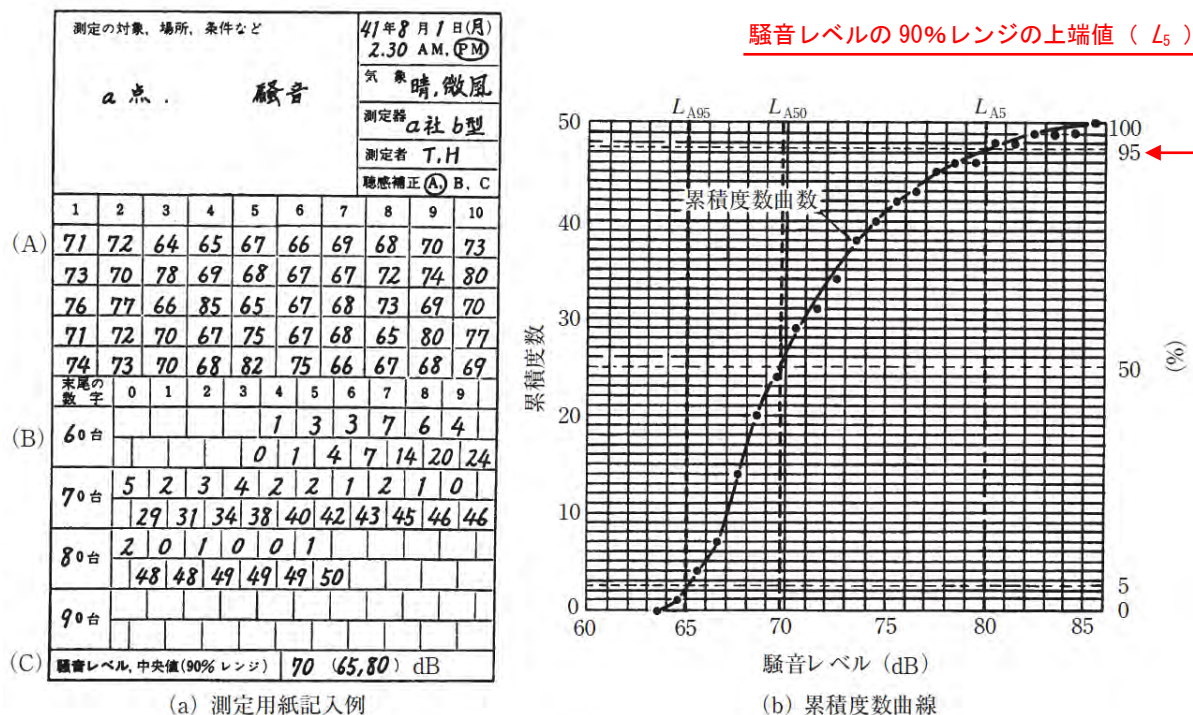 測定の対象, 場所, 条件など
41年8月1日(月)
2.30 AM, PM
a点. 騒音
気象 晴, 微風
測定器 a社b型
測定者 T.H
聴感補正 A, B, C
1 2 3 4 5 6 7 8 9 10
(A) 71 72 64 65 67 66 69 68 70 73
73 70 78 69 68 67 67 72 74 80
76 77 66 85 65 67 68 73 69 70
71 72 70 67 75 67 68 65 80 77
74 73 70 68 82 75 66 67 68 69
末尾の数字 0 1 2 3 4 5 6 7 8 9
(B) 60台 1 3 3 7 6 4
0 1 4 7 14 20 24
70台 5 2 3 4 2 2 1 2 1 0
29 31 34 38 40 42 43 45 46 46
80台 2 0 1 0 0 1
48 48 49 49 49 50
90台
(C) 騒音レベル, 中央値(90% レンジ) 70 (65,80) dB
(a) 測定用紙記入例
騒音レベルの 90%レンジの上端値 ( L5 )
LA95 LA50 LA5
累積度数曲数
累積度数
50
40
30
20
10
0
100
95
50
5
0
(%)
60 65 70 75 80 85
騒音レベル (dB)
(b) 累積度数曲線